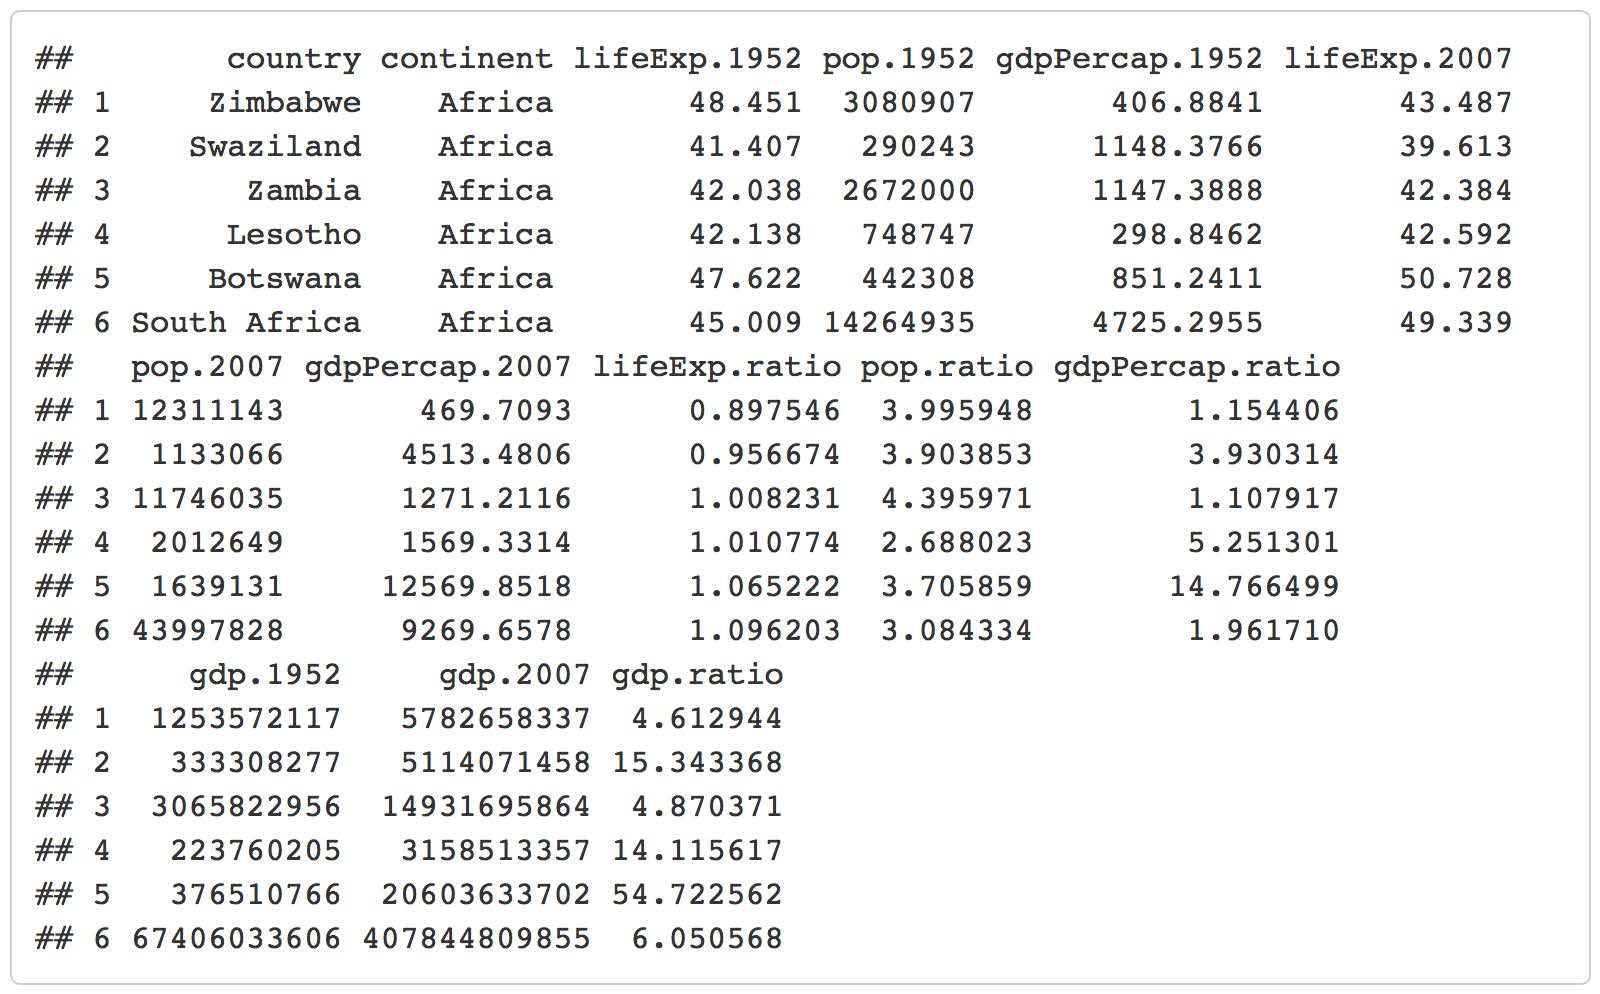 ##         country continent lifeExp.1952 pop.1952 gdpPercap.1952 lifeExp.2007
## 1     Zimbabwe    Africa       48.451  3080907       406.8841       43.487
## 2    Swaziland    Africa       41.407   290243      1148.3766       39.613
## 3       Zambia    Africa       42.038  2672000      1147.3888       42.384
## 4      Lesotho    Africa       42.138   748747       298.8462       42.592
## 5     Botswana    Africa       47.622   442308       851.2411       50.728
## 6 South Africa    Africa       45.009 14264935      4725.2955       49.339
##   pop.2007 gdpPercap.2007 lifeExp.ratio pop.ratio gdpPercap.ratio
## 1 12311143       469.7093      0.897546  3.995948        1.154406
## 2  1133066      4513.4806      0.956674  3.903853        3.930314
## 3 11746035      1271.2116      1.008231  4.395971        1.107917
## 4  2012649      1569.3314      1.010774  2.688023        5.251301
## 5  1639131     12569.8518      1.065222  3.705859       14.766499
## 6 43997828      9269.6578      1.096203  3.084334        1.961710
##      gdp.1952     gdp.2007 gdp.ratio
## 1  1253572117   5782658337  4.612944
## 2   333308277   5114071458 15.343368
## 3  3065822956  14931695864  4.870371
## 4   223760205   3158513357 14.115617
## 5   376510766  20603633702 54.722562
## 6 67406033606 407844809855  6.050568